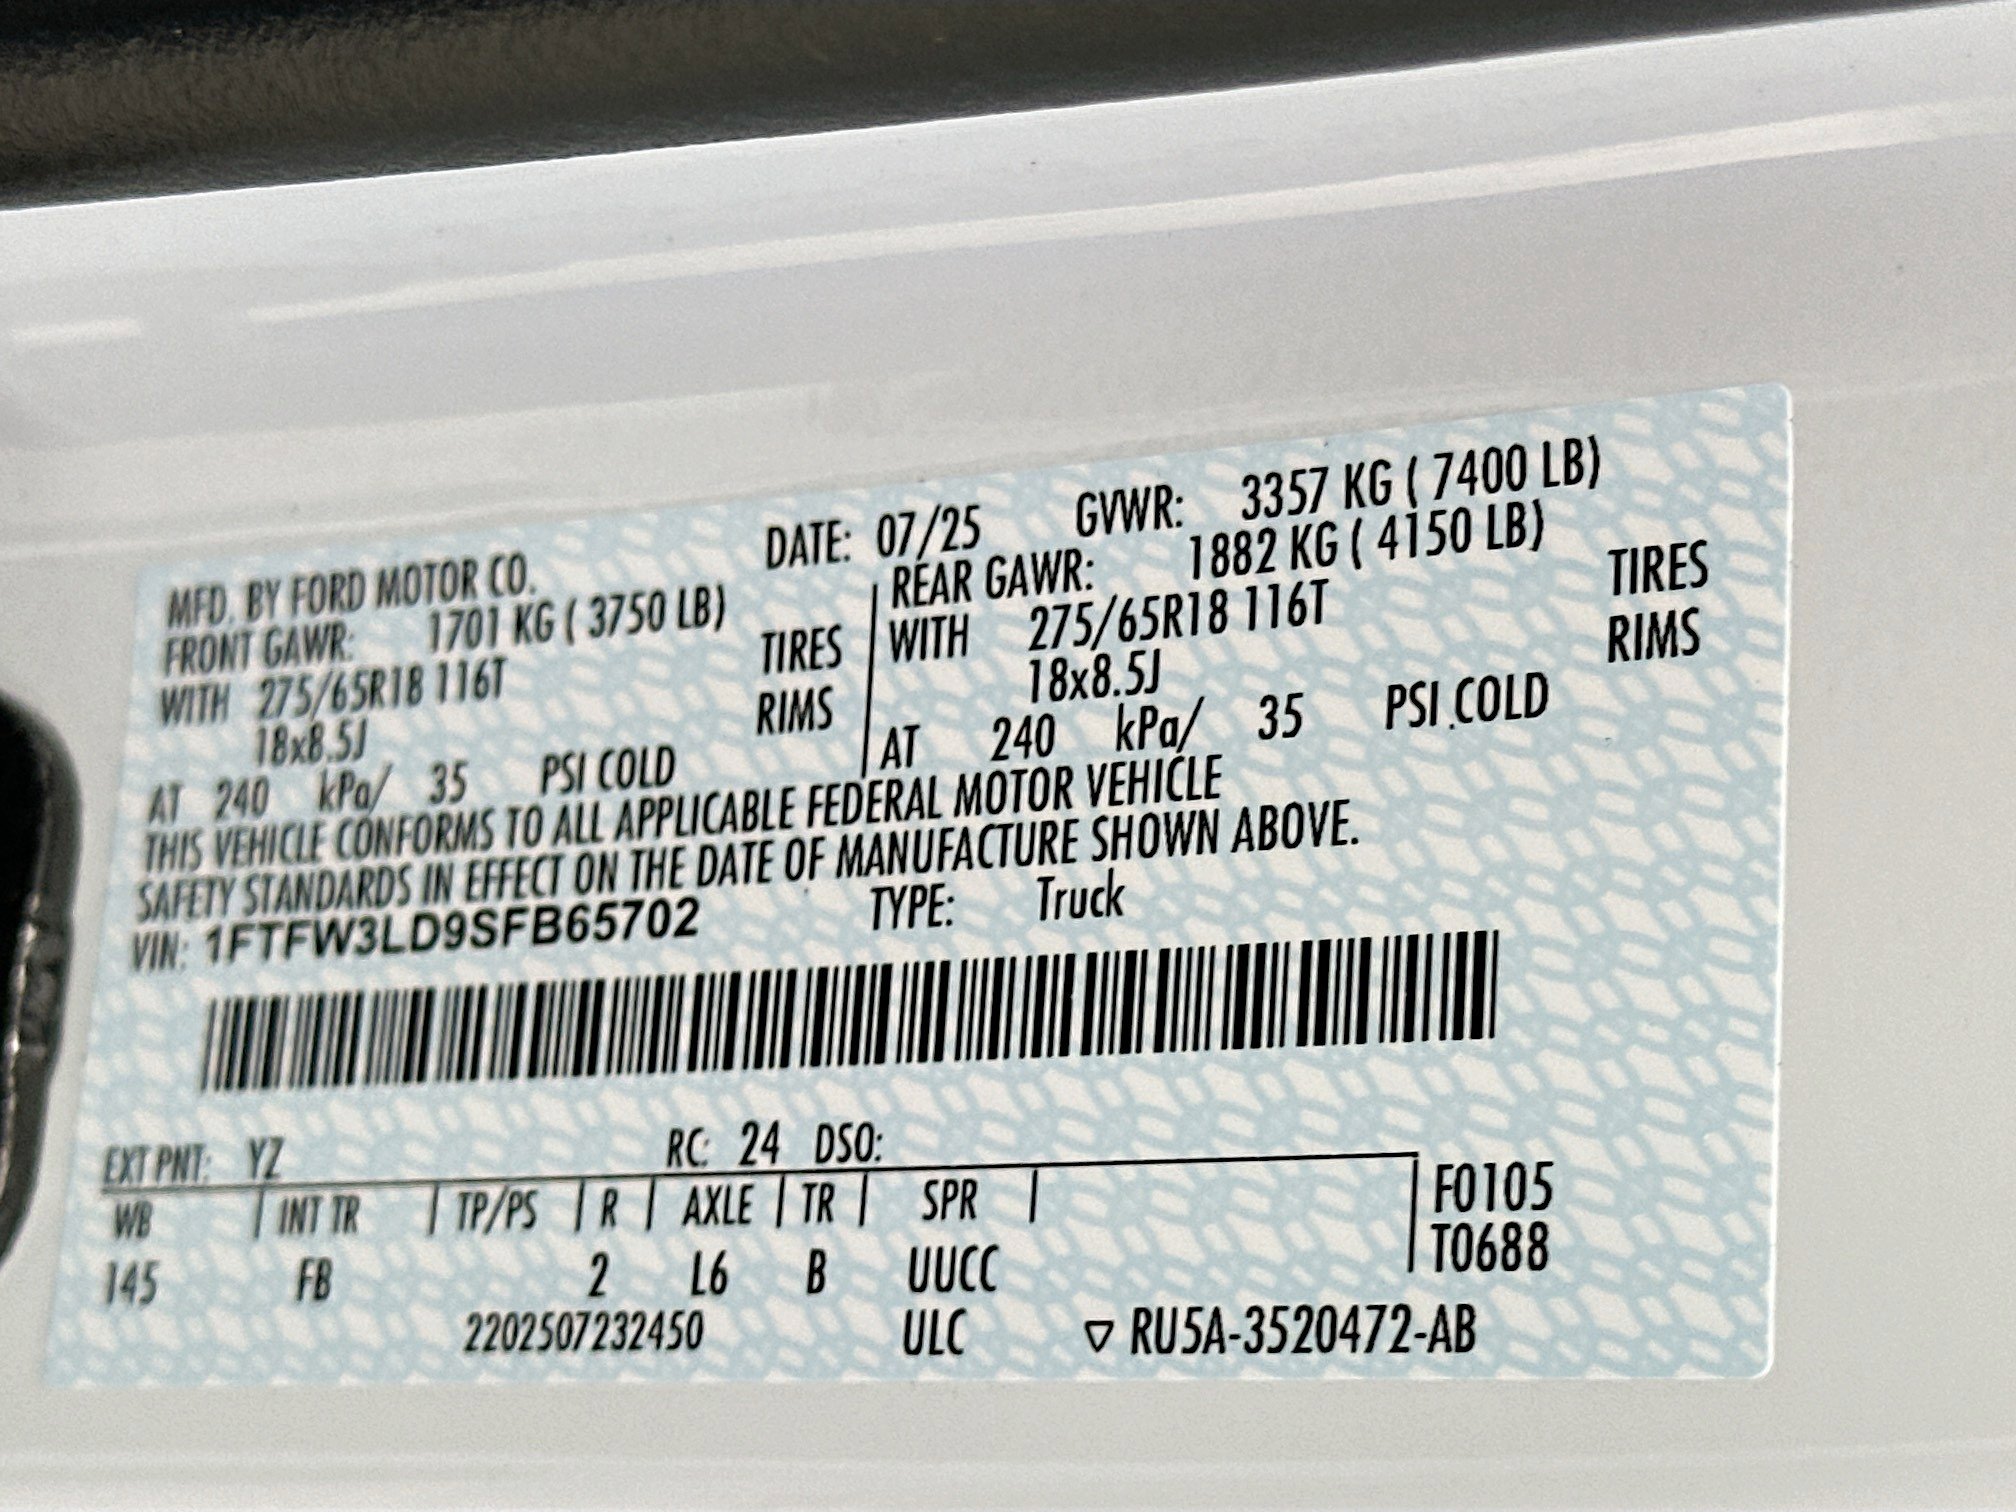 MFD. BY FORD MOTOR CO. DATE: 07/25 GVWR: 3357 KG ( 7400 LB)
FRONT GAWR: 1701 KG ( 3750 LB) REAR GAWR: 1882 KG ( 4150 LB)
WITH 275/65R18 116T TIRES WITH 275/65R18 116T TIRES
18x8.5J RIMS 18x8.5J RIMS
AT 240 kPa/ 35 PSI COLD AT 240 kPa/ 35 PSI COLD
THIS VEHICLE CONFORMS TO ALL APPLICABLE FEDERAL MOTOR VEHICLE
SAFETY STANDARDS IN EFFECT ON THE DATE OF MANUFACTURE SHOWN ABOVE.
VIN: 1FTFW3LD9SFB65702 TYPE: Truck
EXT PNT: YZ RC: 24 DSO:
WB INT TR TP/PS R AXLE TR SPR F0105
145 FB 2 L6 B UUCC T0688
2202507232450 ULC ▽ RU5A-3520472-AB